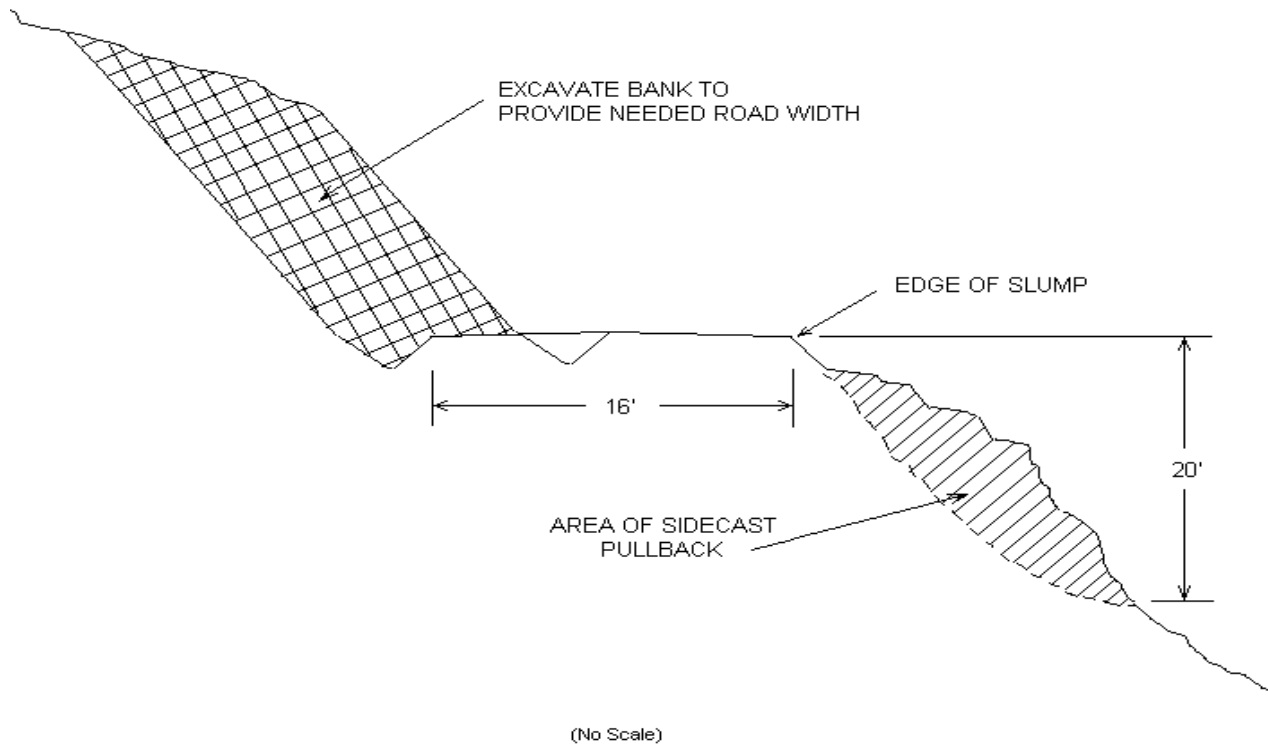 EXCAVATE BANK TO
PROVIDE NEEDED ROAD WIDTH
EDGE OF SLUMP
16'
20'
AREA OF SIDECAST
PULLBACK
(No Scale)